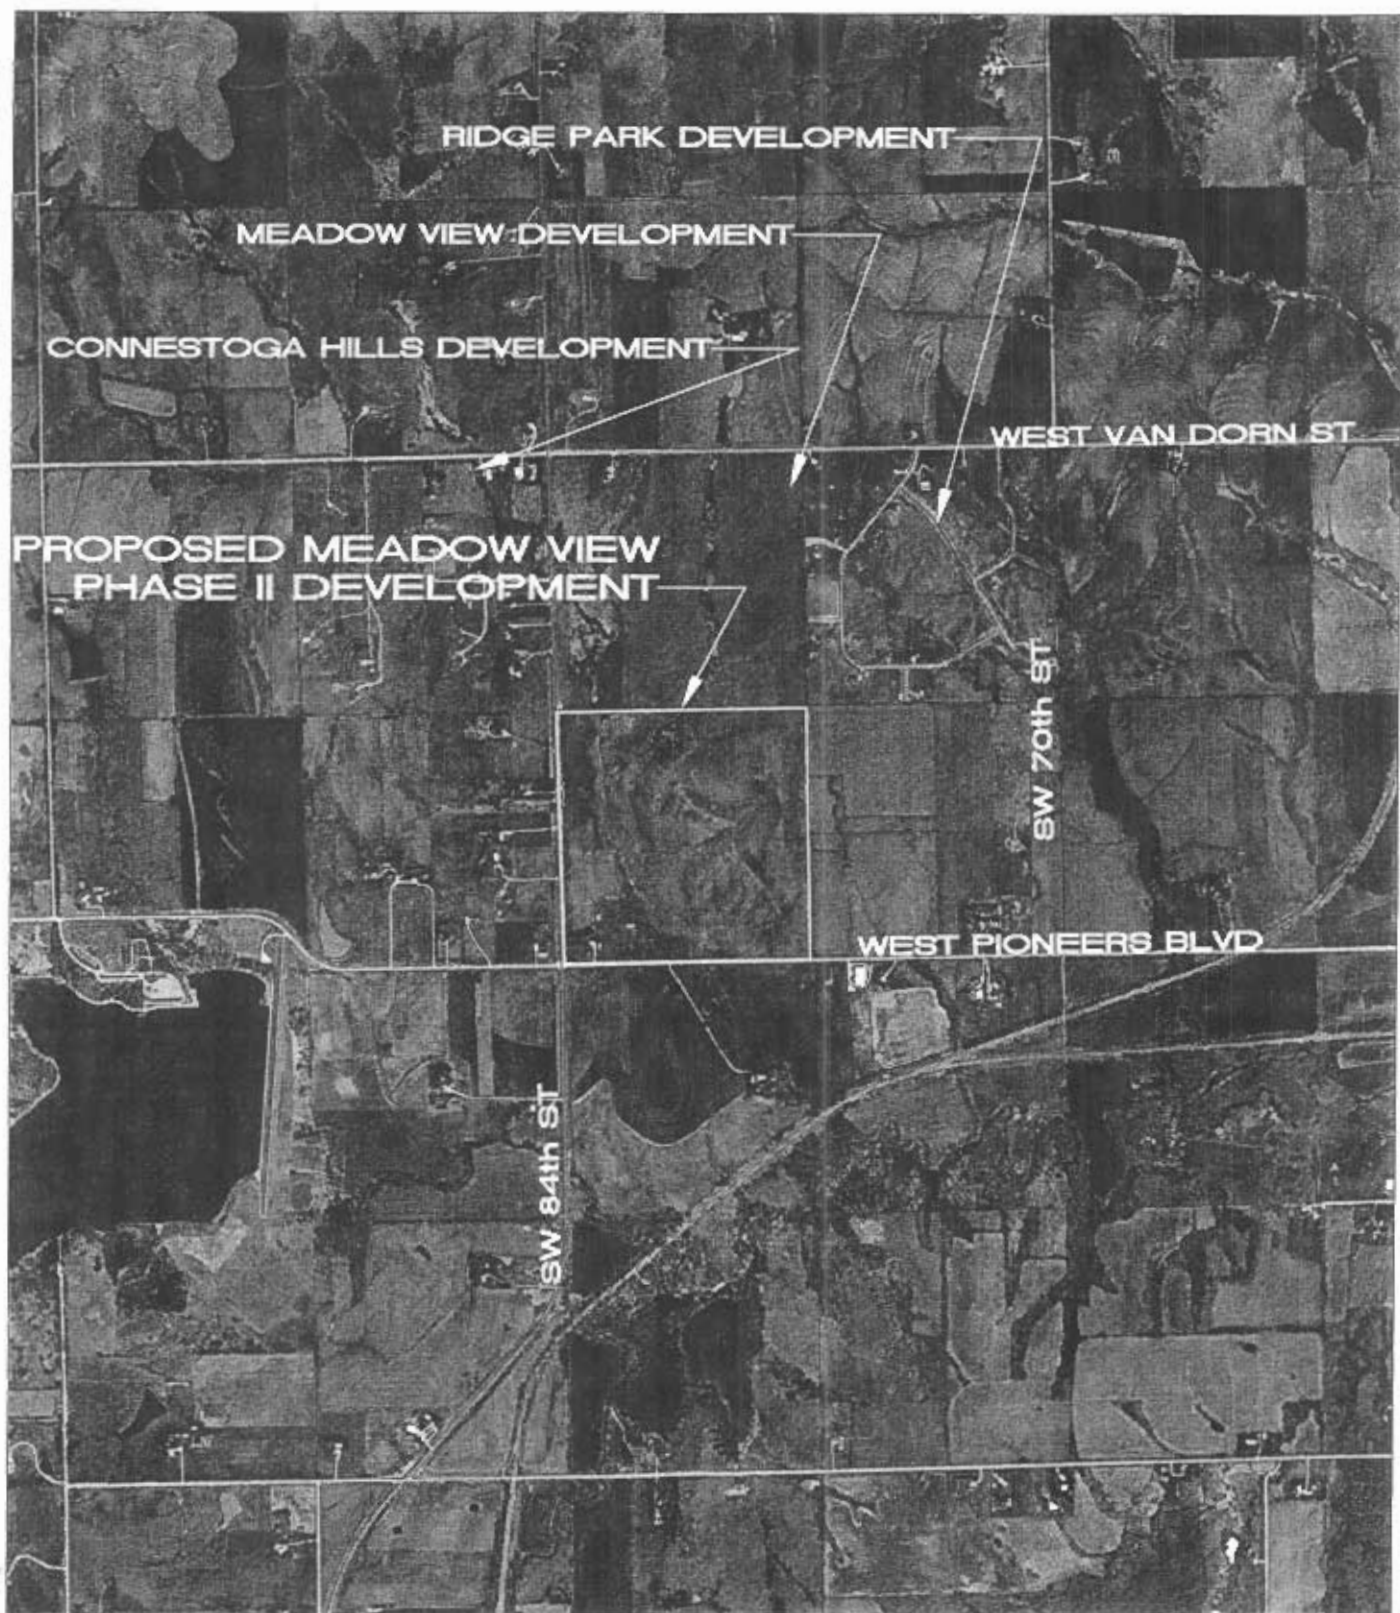 RIDGE PARK DEVELOPMENT
MEADOW VIEW DEVELOPMENT
CONNESTOGA HILLS DEVELOPMENT
WEST VAN DORN ST
PROPOSED MEADOW VIEW
PHASE II DEVELOPMENT
SW 70th ST
WEST PIONEERS BLVD
SW 84th ST